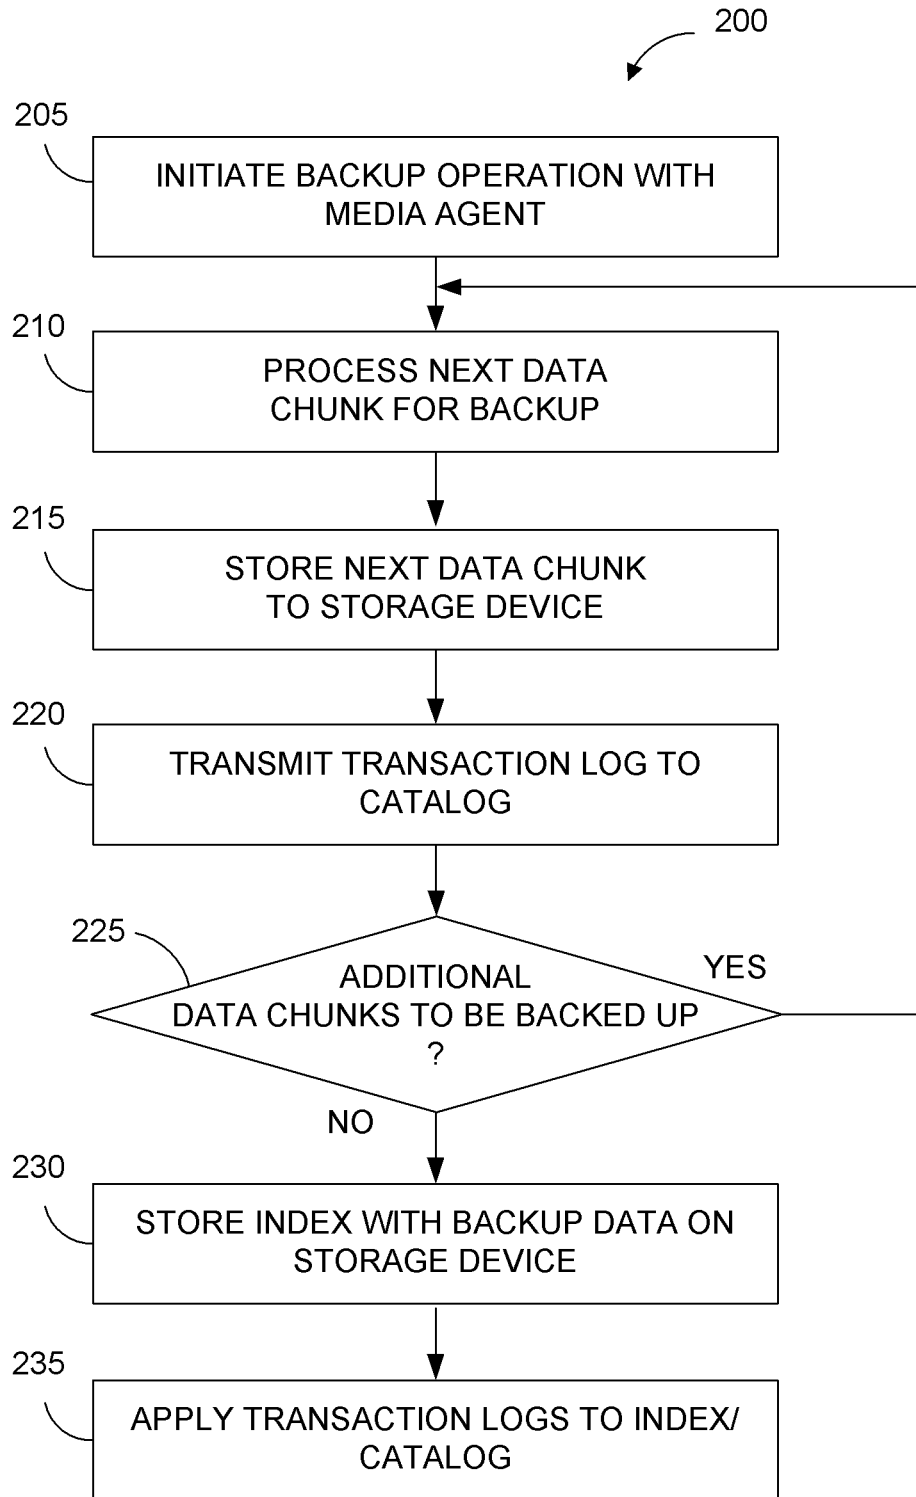 200
205
INITIATE BACKUP OPERATION WITH
MEDIA AGENT
210
PROCESS NEXT DATA
CHUNK FOR BACKUP
215
STORE NEXT DATA CHUNK
TO STORAGE DEVICE
220
TRANSMIT TRANSACTION LOG TO
CATALOG
225
ADDITIONAL
DATA CHUNKS TO BE BACKED UP
?
YES
NO
230
STORE INDEX WITH BACKUP DATA ON
STORAGE DEVICE
235
APPLY TRANSACTION LOGS TO INDEX/
CATALOG